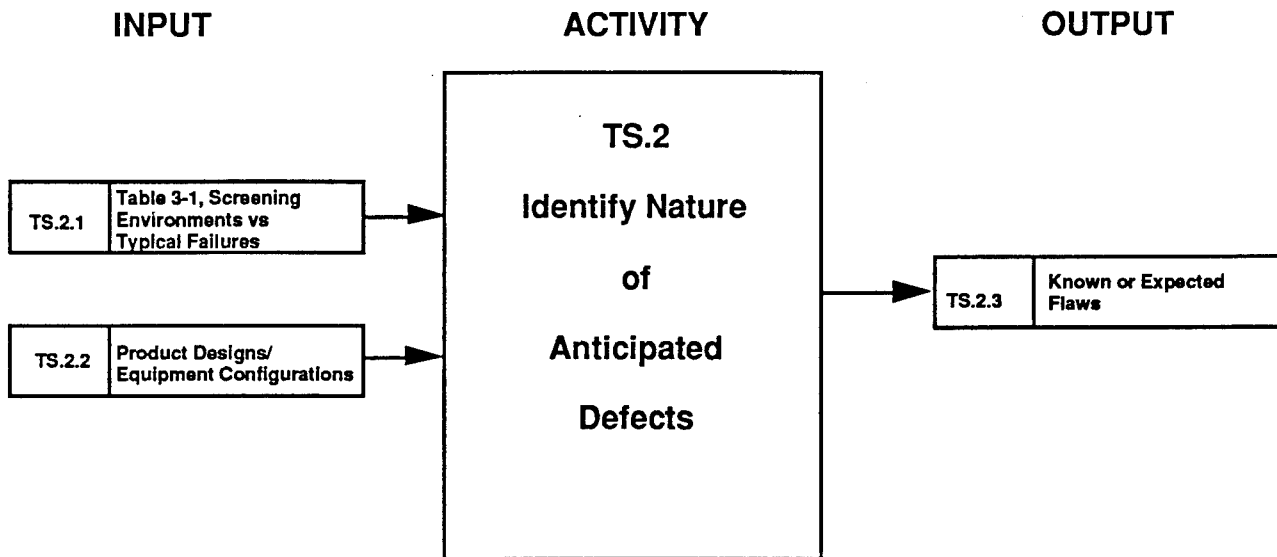 INPUT
ACTIVITY
OUTPUT
TS.2.1
Table 3-1, Screening
Environments vs
Typical Failures
TS.2.2
Product Designs/
Equipment Configurations
TS.2
Identify Nature
of
Anticipated
Defects
TS.2.3
Known or Expected
Flaws